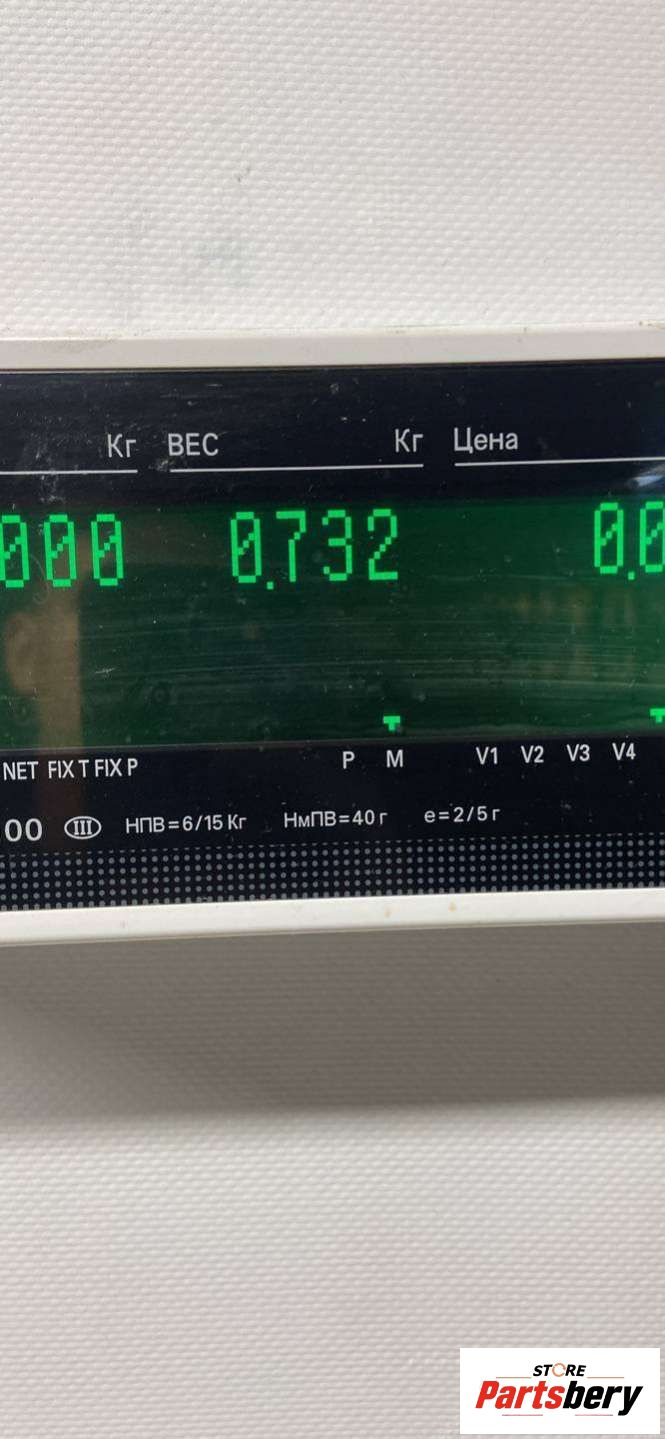 Кг ВЕС Кг Цена
000 0.732 0.0
NET FIX T FIX P P M V1 V2 V3 V4
00 III НПВ=6/15 Кг НмПВ=40 г e=2/5 г
STORE
Partsbery